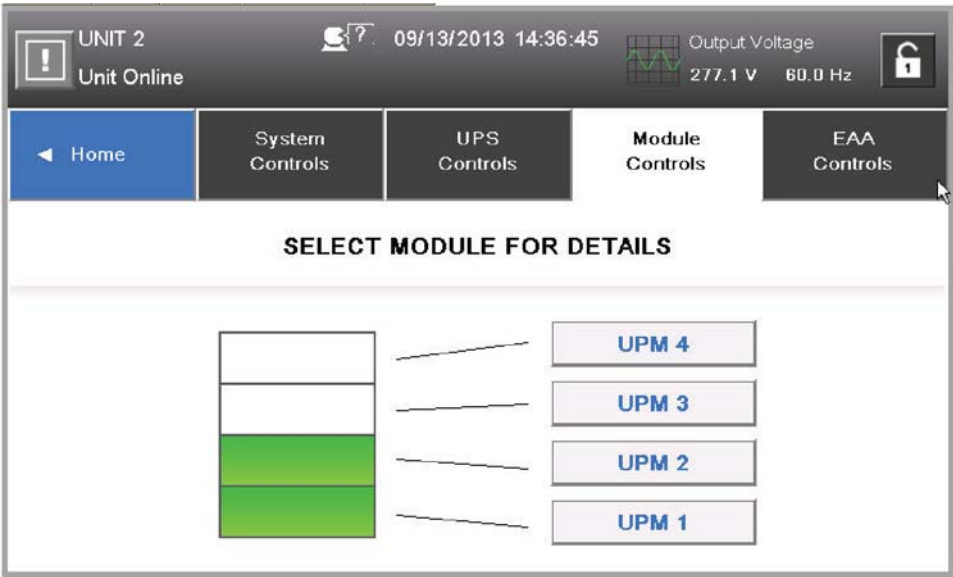 UNIT 2
Unit Online
?
09/13/2013 14:36:45
Output Voltage
277.1 V 60.0 Hz
!
1
◄ Home
System
Controls
UPS
Controls
Module
Controls
EAA
Controls
SELECT MODULE FOR DETAILS
UPM 4
UPM 3
UPM 2
UPM 1